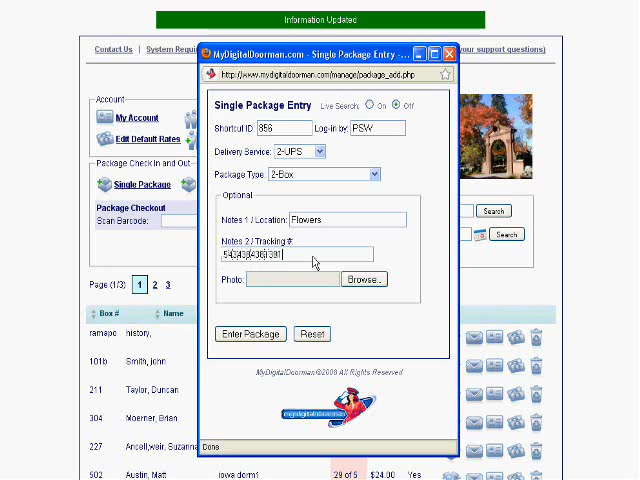 Information Updated
Contact Us
System Requi
your support questions)
MyDigitalDoorman.com - Single Package Entry - ...
http://www.mydigitaldoorman.com/manage/package_add.php
Single Package Entry Live Search: On Off
Shortcut ID: 856 Log-in by: PSW
Delivery Service: 2-UPS
Package Type: 2-Box
Optional
Notes 1 / Location: Flowers
Notes 2 / Tracking #:
Photo: Browse..
Enter Package Reset
MyDigitalDoorman ©2008 All Rights Reserved
mydigitaldoorman
Done
Account
My Account
Edit Default Rates
Package Check In and Out
Single Package
Package Checkout
Scan Barcode:
Search
Search
Page (1/3) 1 2 3
Box # Name
ramapo history,
101b Smith, john
211 Taylor, Duncan
304 Moerner, Brian
227 Ancell,weir, Suzanna
502 Austin, Matt iowa dorm1 29 of 5 $24.00 Yes